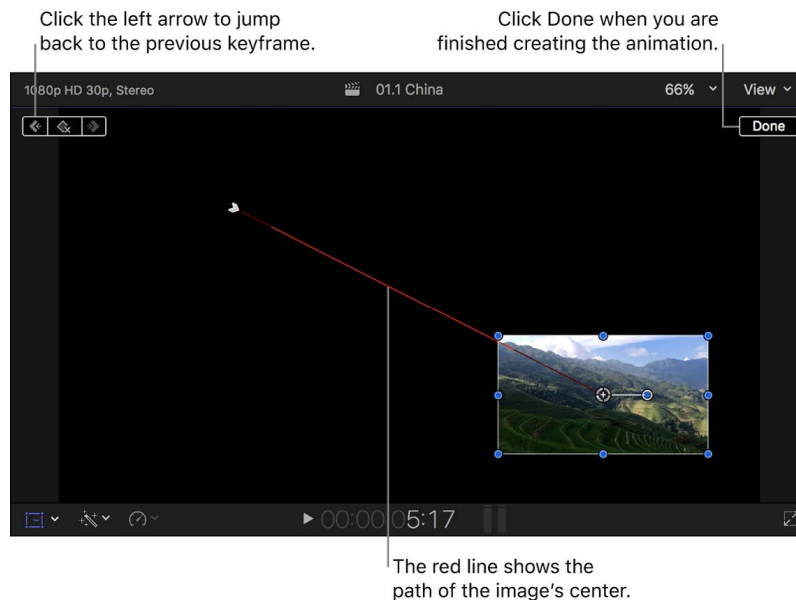 Click the left arrow to jump
back to the previous keyframe.
Click Done when you are
finished creating the animation.
1080p HD 30p, Stereo
01.1 China
66%
View
Done
00:00:05:17
The red line shows the
path of the image’s center.